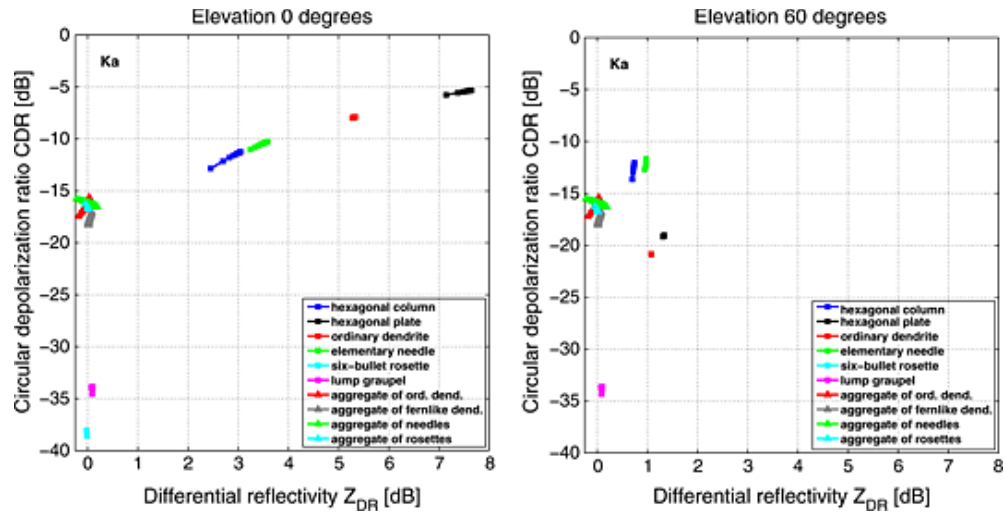 Elevation 0 degrees
Circular depolarization ratio CDR [dB]
0
−5
−10
−15
−20
−25
−30
−35
−40
Ka
hexagonal column
hexagonal plate
ordinary dendrite
elementary needle
six−bullet rosette
lump graupel
aggregate of ord. dend.
aggregate of fernlike dend.
aggregate of needles
aggregate of rosettes
0 1 2 3 4 5 6 7 8
Differential reflectivity Z_DR [dB]
Elevation 60 degrees
Circular depolarization ratio CDR [dB]
0
−5
−10
−15
−20
−25
−30
−35
−40
Ka
hexagonal column
hexagonal plate
ordinary dendrite
elementary needle
six−bullet rosette
lump graupel
aggregate of ord. dend.
aggregate of fernlike dend.
aggregate of needles
aggregate of rosettes
0 1 2 3 4 5 6 7 8
Differential reflectivity Z_DR [dB]